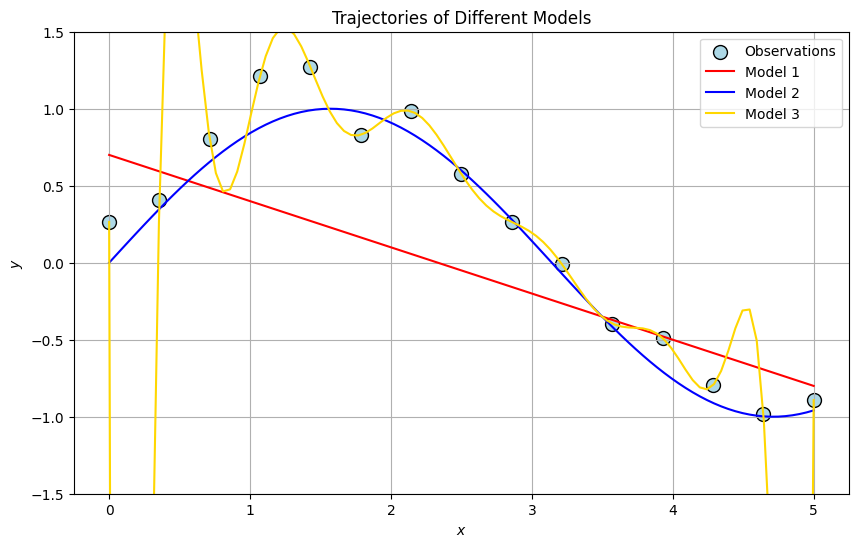 Trajectories of Different Models
Observations
Model 1
Model 2
Model 3
y
1.5
1.0
0.5
0.0
−0.5
−1.0
−1.5
0 1 2 3 4 5
x